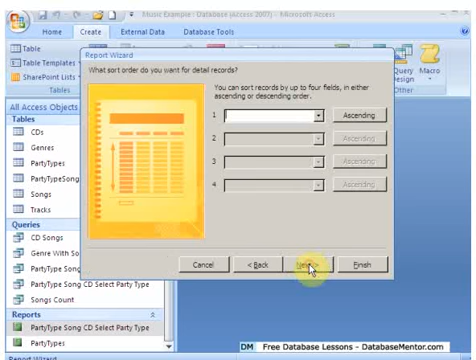 Music Example : Database (Access 2007) - Microsoft Access
Home Create External Data Database Tools
Table
Table Templates
SharePoint Lists
Tables
Query Design
Macro
Other
Report Wizard
What sort order do you want for detail records?
You can sort records by up to four fields, in either
ascending or descending order.
1 Ascending
2 Ascending
3 Ascending
4 Ascending
Cancel < Back Next > Finish
All Access Objects
Tables
CDs
Genres
PartyTypes
PartyTypeSong
Songs
Tracks
Queries
CD Songs
Genre With So
PartyType Song
PartyType Song CD Select Party Type
Songs Count
Reports
PartyType Song CD Select Party Type
Report Wizard
DM Free Database Lessons - DatabaseMentor.com